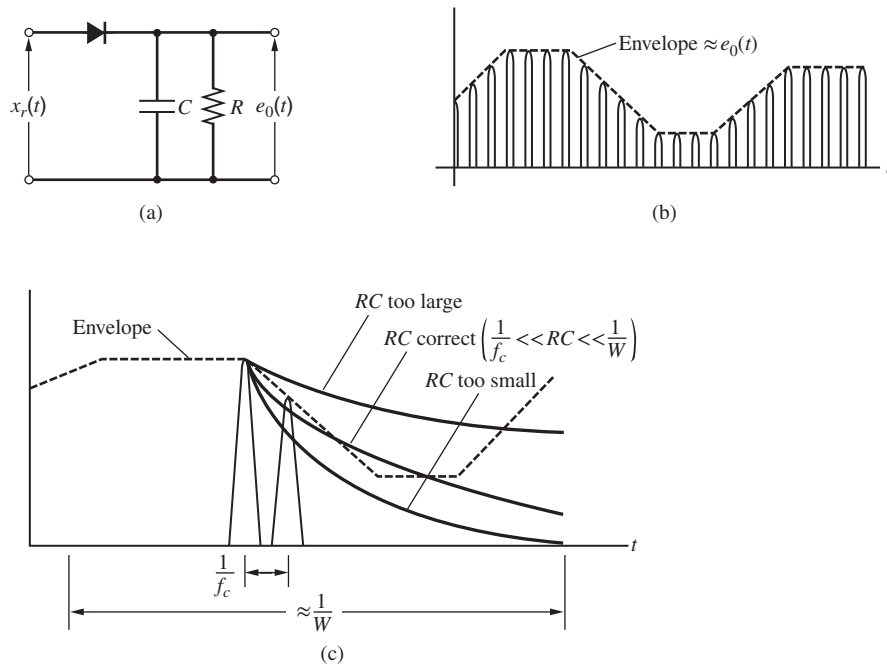 x_r(t)
C
R
e_0(t)
(a)
Envelope ≈ e_0(t)
(b)
RC too large
Envelope
RC correct (1/f_c << RC << 1/W)
RC too small
t
1/f_c
≈ 1/W
(c)